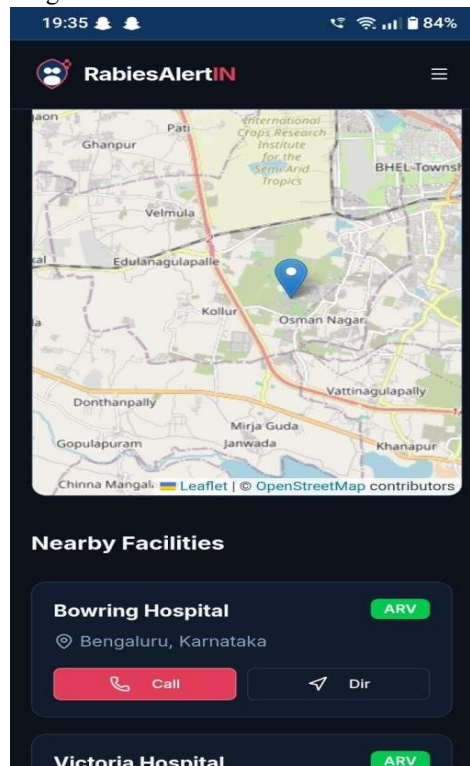 19:35 84%
RabiesAlertIN
Pati
International
Crops Research
Institute
for the
Semi Arid
Tropics
Ghanpur
BHEL Townsh
Velmula
Edulanagulapalle
Kollur
Osman Nagar
Vattinagulapally
Donthanpally
Mirja Guda
Gopulapuram
Janwada
Khanapur
Chinna Mangal
Leaflet | © OpenStreetMap contributors
Nearby Facilities
Bowring Hospital ARV
Bengaluru, Karnataka
Call Dir
Victoria Hospital ARV